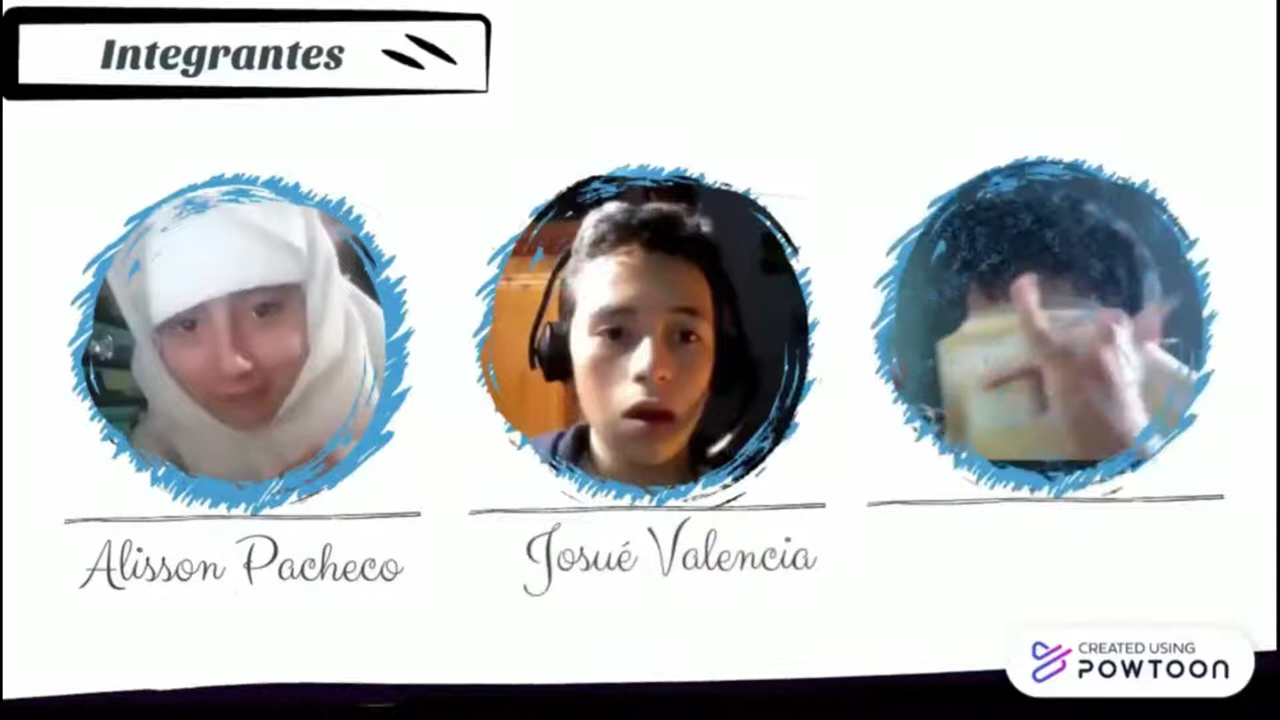 Integrantes
Alisson Pacheco
Josué Valencia
CREATED USING
POWTOON